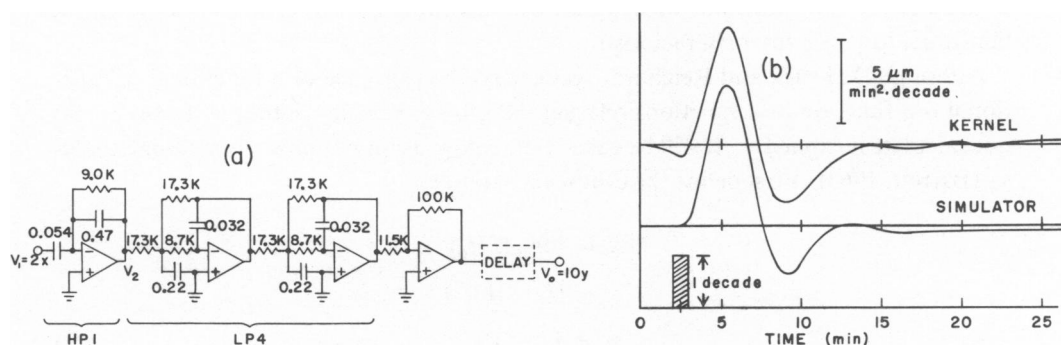 (a)
9.0K
0.054
0.47
V₁=2x
V₂
17.3K
17.3K
8.7K
0.032
0.22
17.3K
17.3K
8.7K
0.032
0.22
11.5K
100K
DELAY
V₀=10y
HP1
LP4
(b)
5 μm
min². decade
KERNEL
SIMULATOR
1 decade
0 5 10 15 20 25
TIME (min)